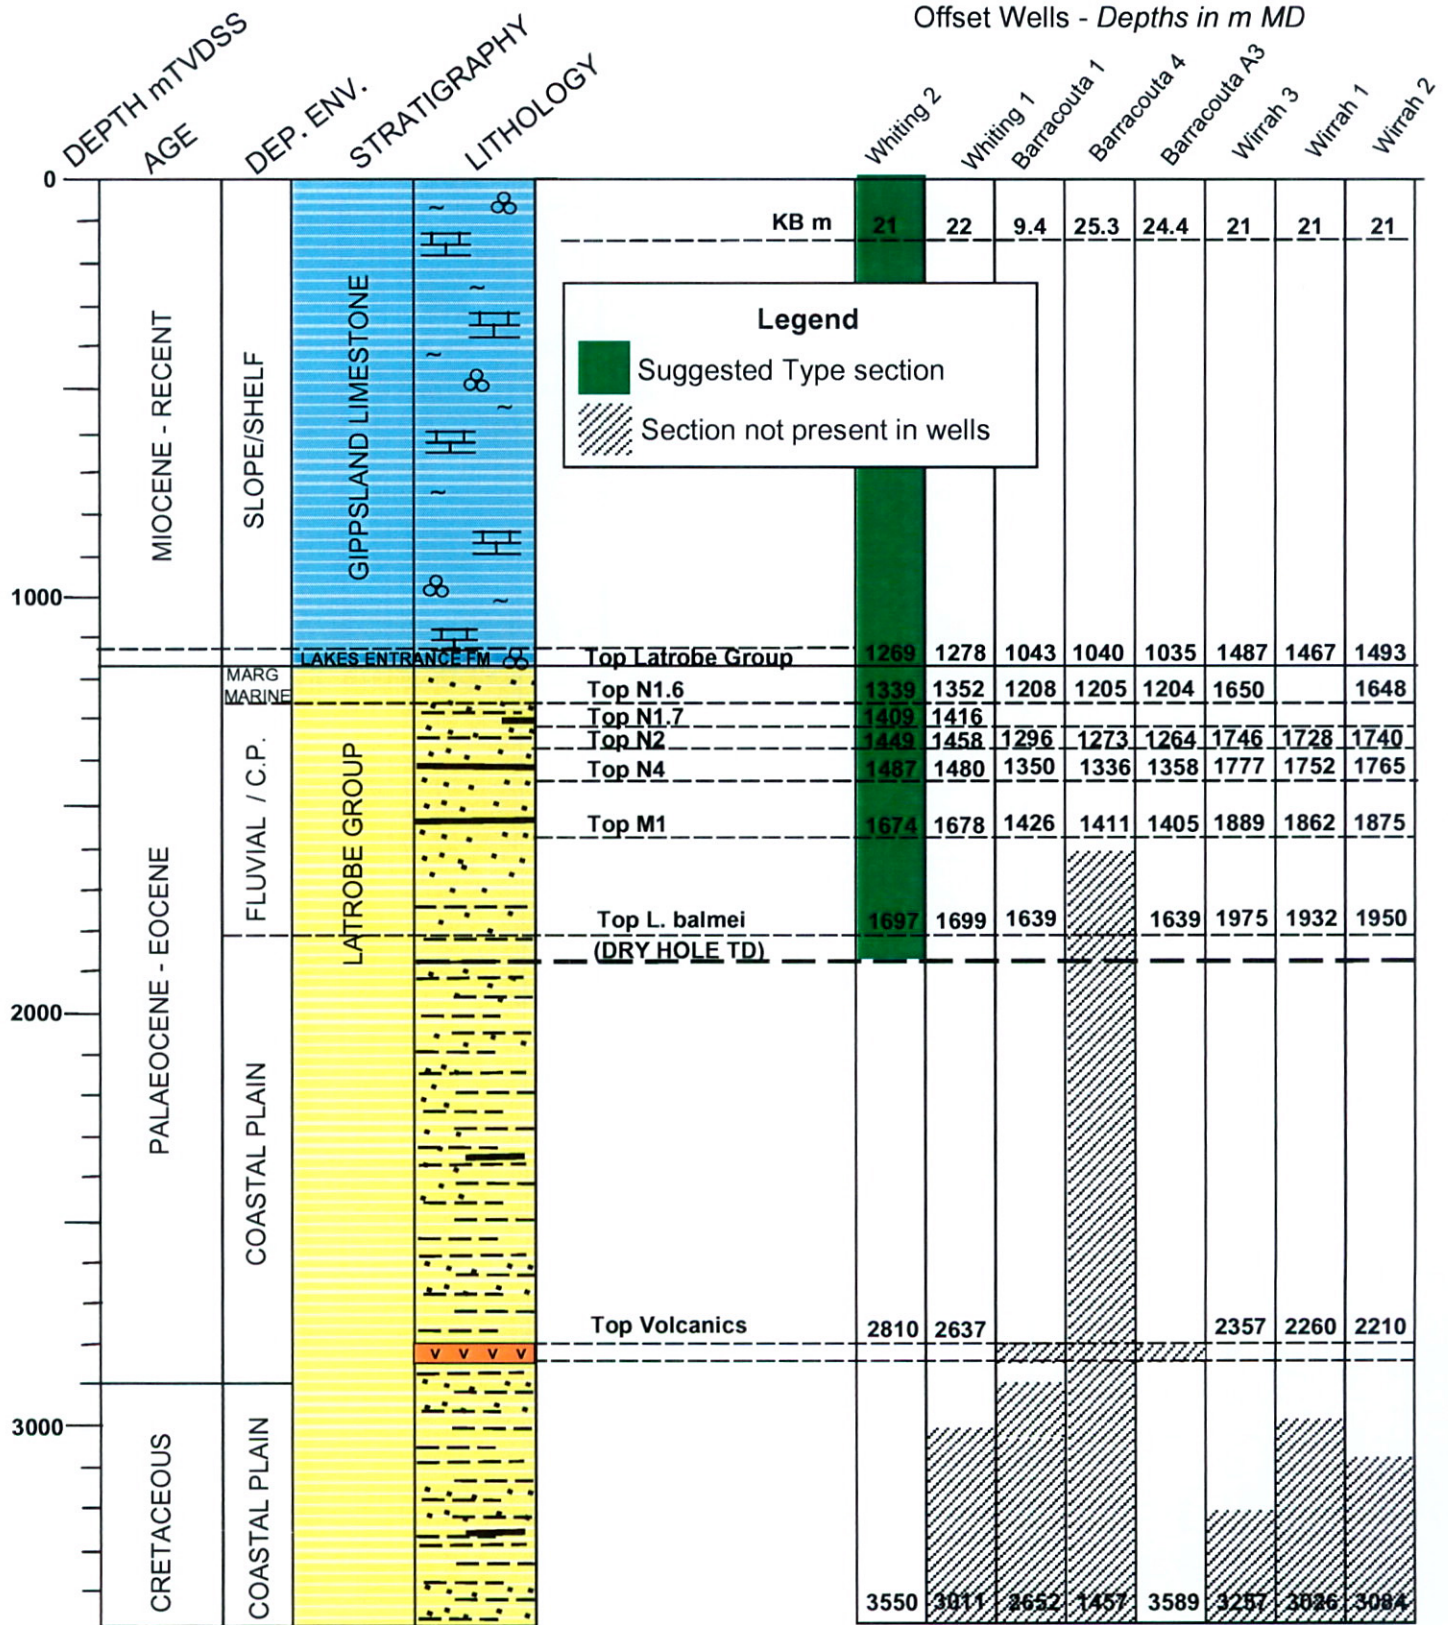 Offset Wells - Depths in m MD
DEPTH mTVDSS
AGE
DEP. ENV.
STRATIGRAPHY
LITHOLOGY
Whiting 2
Whiting 1
Barracouta 1
Barracouta 4
Barracouta A3
Wirrah 3
Wirrah 1
Wirrah 2
0
KB m 21 22 9.4 25.3 24.4 21 21 21
Legend
Suggested Type section
Section not present in wells
MIOCENE - RECENT
SLOPE/SHELF
GIPPSLAND LIMESTONE
1000
LAKES ENTRANCE FM
Top Latrobe Group 1269 1278 1043 1040 1035 1487 1467 1493
MARG
MARINE
Top N1.6 1339 1352 1208 1205 1204 1650 1648
Top N1.7 1409 1416
Top N2 1449 1458 1296 1273 1264 1746 1728 1740
Top N4 1487 1480 1350 1336 1358 1777 1752 1765
Top M1 1674 1678 1426 1411 1405 1889 1862 1875
Top L. balmei 1697 1699 1639 1639 1975 1932 1950
(DRY HOLE TD)
PALAEOCENE - EOCENE
FLUVIAL / C.P.
LATROBE GROUP
2000
COASTAL PLAIN
Top Volcanics 2810 2637 2357 2260 2210
v v v v
3000
CRETACEOUS
COASTAL PLAIN
3550 3011 2652 1457 3589 3257 3026 3084